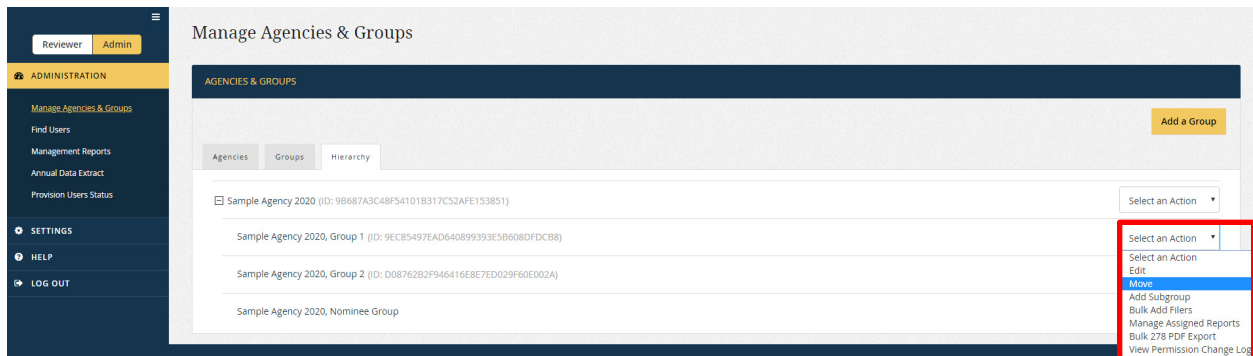 Reviewer Admin
ADMINISTRATION
Manage Agencies & Groups
Find Users
Management Reports
Annual Data Extract
Provision Users Status
SETTINGS
HELP
LOG OUT
Manage Agencies & Groups
AGENCIES & GROUPS
Add a Group
Agencies Groups Hierarchy
Sample Agency 2020 (ID: 9B687A3C48F54101B317C52AFE153851) Select an Action
Sample Agency 2020, Group 1 (ID: 9EC85497EAD640899393E5B608DFDCB8) Select an Action
Sample Agency 2020, Group 2 (ID: D08762B2F946416E8E7ED029F60E002A)
Sample Agency 2020, Nominee Group
Select an Action
Edit
Move
Add Subgroup
Bulk Add Filers
Manage Assigned Reports
Bulk 278 PDF Export
View Permission Change Log